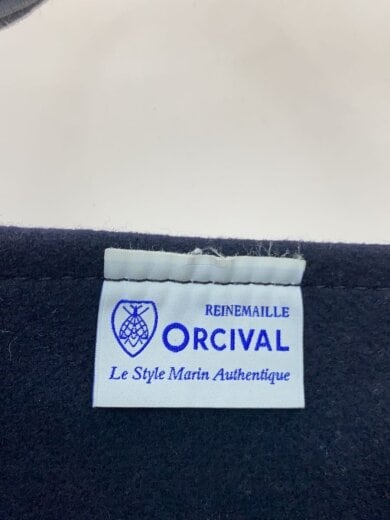 REINEMAILLE
ORCIVAL
Le Style Marin Authentique